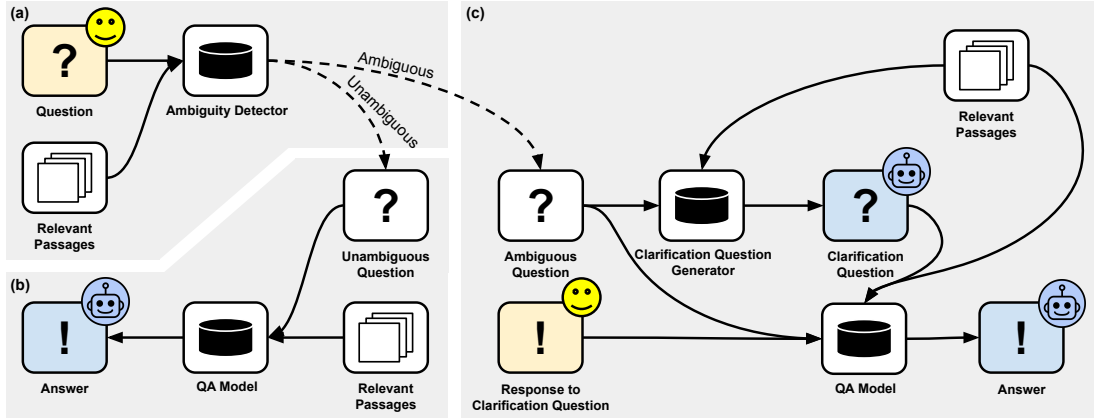 (a)
?
Question
Ambiguity Detector
Relevant
Passages
Ambiguous
Unambiguous
?
Unambiguous
Question
(b)
!
Answer
QA Model
Relevant
Passages
(c)
Relevant
Passages
?
Ambiguous
Question
Clarification Question
Generator
?
Clarification
Question
!
Response to
Clarification Question
QA Model
!
Answer